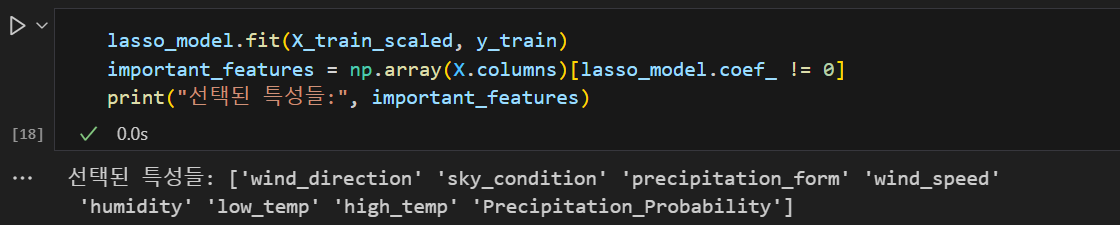 lasso_model.fit(X_train_scaled, y_train)
important_features = np.array(X.columns)[lasso_model.coef_ != 0]
print("선택된 특성들:", important_features)
[18]
0.0s
선택된 특성들: ['wind_direction' 'sky_condition' 'precipitation_form' 'wind_speed'
'humidity' 'low_temp' 'high_temp' 'Precipitation_Probability']